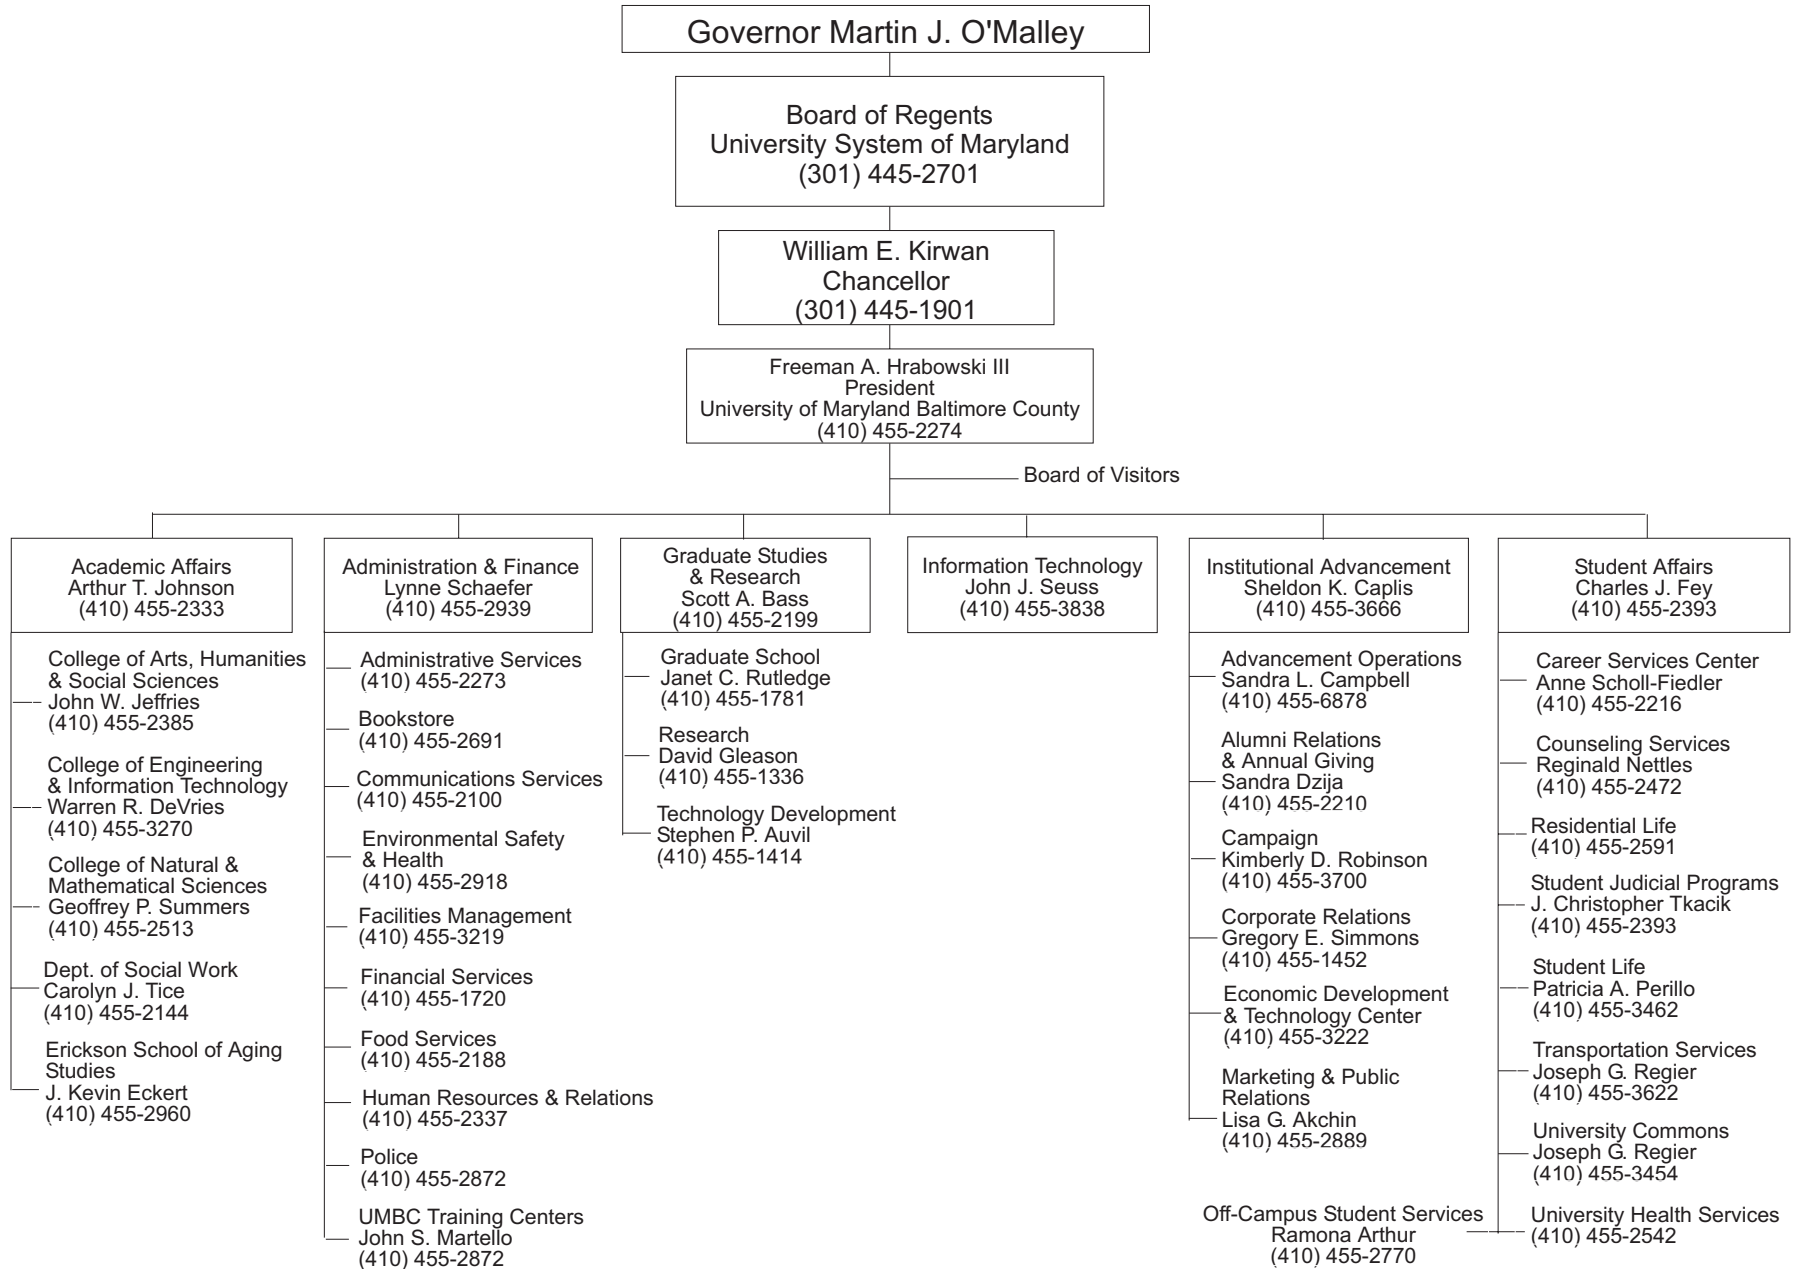 Governor Martin J. O'Malley
Board of Regents
University System of Maryland
(301) 445-2701
William E. Kirwan
Chancellor
(301) 445-1901
Freeman A. Hrabowski III
President
University of Maryland Baltimore County
(410) 455-2274
Board of Visitors
Academic Affairs
Arthur T. Johnson
(410) 455-2333
College of Arts, Humanities
& Social Sciences
John W. Jeffries
(410) 455-2385
College of Engineering
& Information Technology
Warren R. DeVries
(410) 455-3270
College of Natural &
Mathematical Sciences
Geoffrey P. Summers
(410) 455-2513
Dept. of Social Work
Carolyn J. Tice
(410) 455-2144
Erickson School of Aging
Studies
J. Kevin Eckert
(410) 455-2960
Administration & Finance
Lynne Schaefer
(410) 455-2939
Administrative Services
(410) 455-2273
Bookstore
(410) 455-2691
Communications Services
(410) 455-2100
Environmental Safety
& Health
(410) 455-2918
Facilities Management
(410) 455-3219
Financial Services
(410) 455-1720
Food Services
(410) 455-2188
Human Resources & Relations
(410) 455-2337
Police
(410) 455-2872
UMBC Training Centers
John S. Martello
(410) 455-2872
Graduate Studies
& Research
Scott A. Bass
(410) 455-2199
Graduate School
Janet C. Rutledge
(410) 455-1781
Research
David Gleason
(410) 455-1336
Technology Development
Stephen P. Auvil
(410) 455-1414
Information Technology
John J. Seuss
(410) 455-3838
Institutional Advancement
Sheldon K. Caplis
(410) 455-3666
Advancement Operations
Sandra L. Campbell
(410) 455-6878
Alumni Relations
& Annual Giving
Sandra Dzija
(410) 455-2210
Campaign
Kimberly D. Robinson
(410) 455-3700
Corporate Relations
Gregory E. Simmons
(410) 455-1452
Economic Development
& Technology Center
(410) 455-3222
Marketing & Public
Relations
Lisa G. Akchin
(410) 455-2889
Student Affairs
Charles J. Fey
(410) 455-2393
Career Services Center
Anne Scholl-Fiedler
(410) 455-2216
Counseling Services
Reginald Nettles
(410) 455-2472
Residential Life
(410) 455-2591
Student Judicial Programs
J. Christopher Tkacik
(410) 455-2393
Student Life
Patricia A. Perillo
(410) 455-3462
Transportation Services
Joseph G. Regier
(410) 455-3622
University Commons
Joseph G. Regier
(410) 455-3454
Off-Campus Student Services
Ramona Arthur
(410) 455-2770
University Health Services
(410) 455-2542